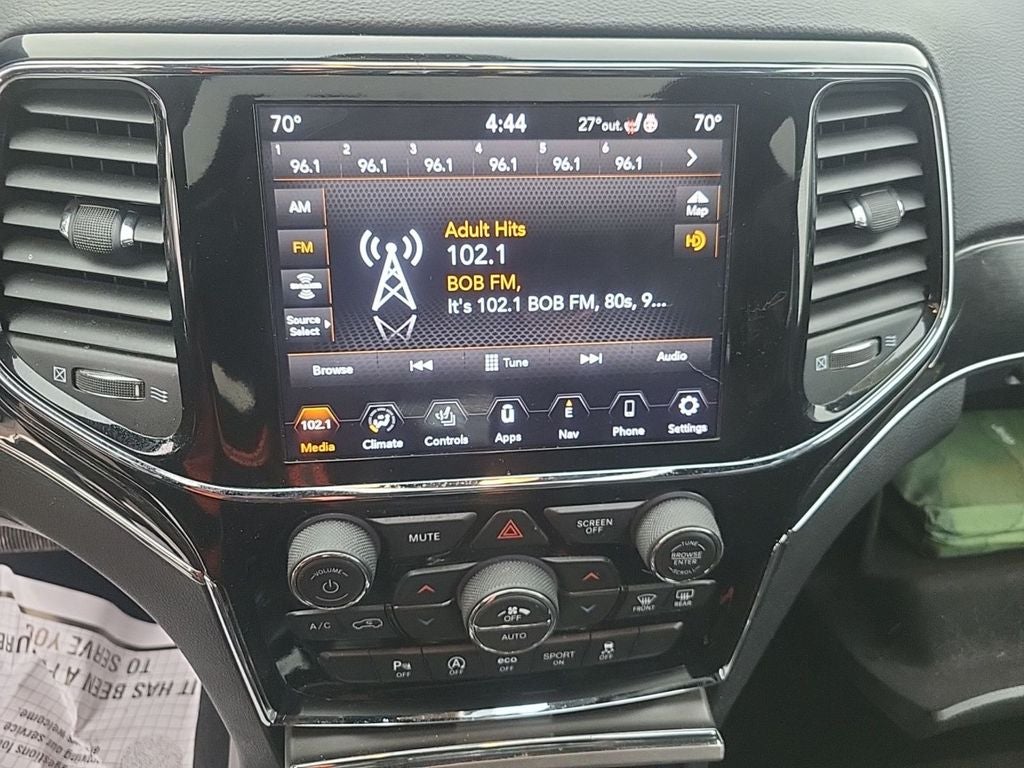 70° 4:44 27°out. 70°
1 2 3 4 5 6
96.1 96.1 96.1 96.1 96.1 96.1
AM
Map
FM
HD
Adult Hits
102.1
BOB FM,
It's 102.1 BOB FM, 80s, 9...
Source
Select
Browse Tune Audio
102.1 E
Media Climate Controls Apps Nav Phone Settings
MUTE SCREEN
OFF
VOLUME
TUNE
BROWSE
ENTER
SCROLL
OFF
AUTO
A/C FRONT REAR
P OFF A OFF eco
OFF SPORT
ON OFF
IT HAS BEEN A P
TO SERVE YOU